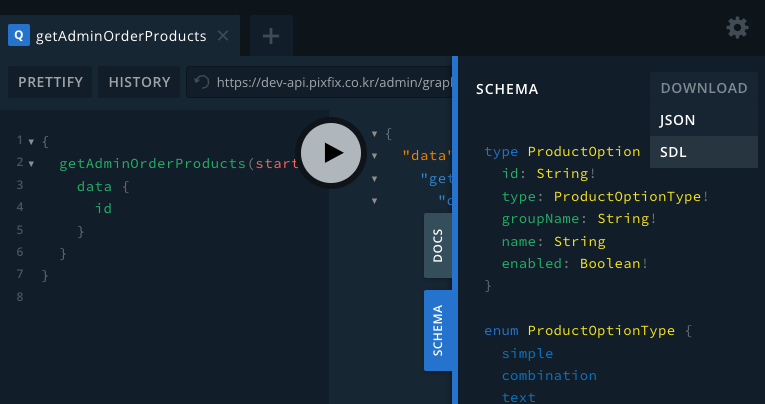 Q getAdminOrderProducts
PRETTIFY HISTORY https://dev-api.pixfix.co.kr/admin/grap
1 {
2 getAdminOrderProducts(start
3 data {
4 id
5 }
6 }
7 }
8
{
"data"
"get
DOCS
SCHEMA
SCHEMA
DOWNLOAD
JSON
SDL
type ProductOption
id: String!
type: ProductOptionType!
groupName: String!
name: String
enabled: Boolean!
}
enum ProductOptionType {
simple
combination
text